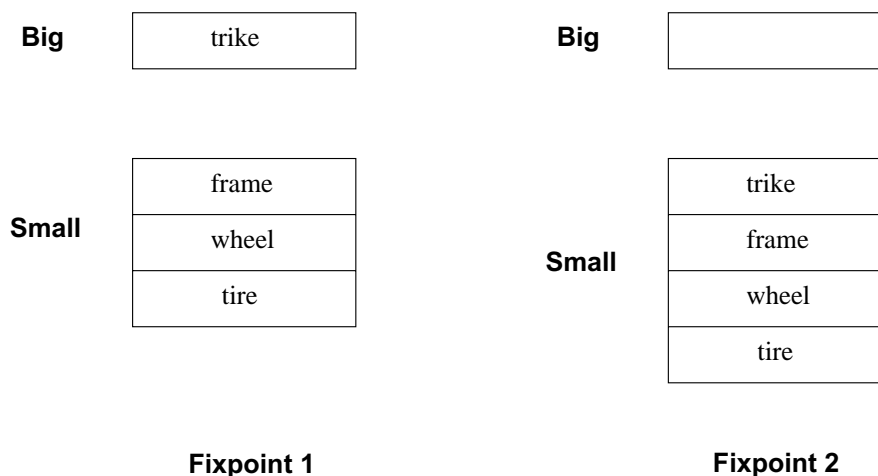 Big
trike
Small
frame
wheel
tire
Fixpoint 1
Big
Small
trike
frame
wheel
tire
Fixpoint 2